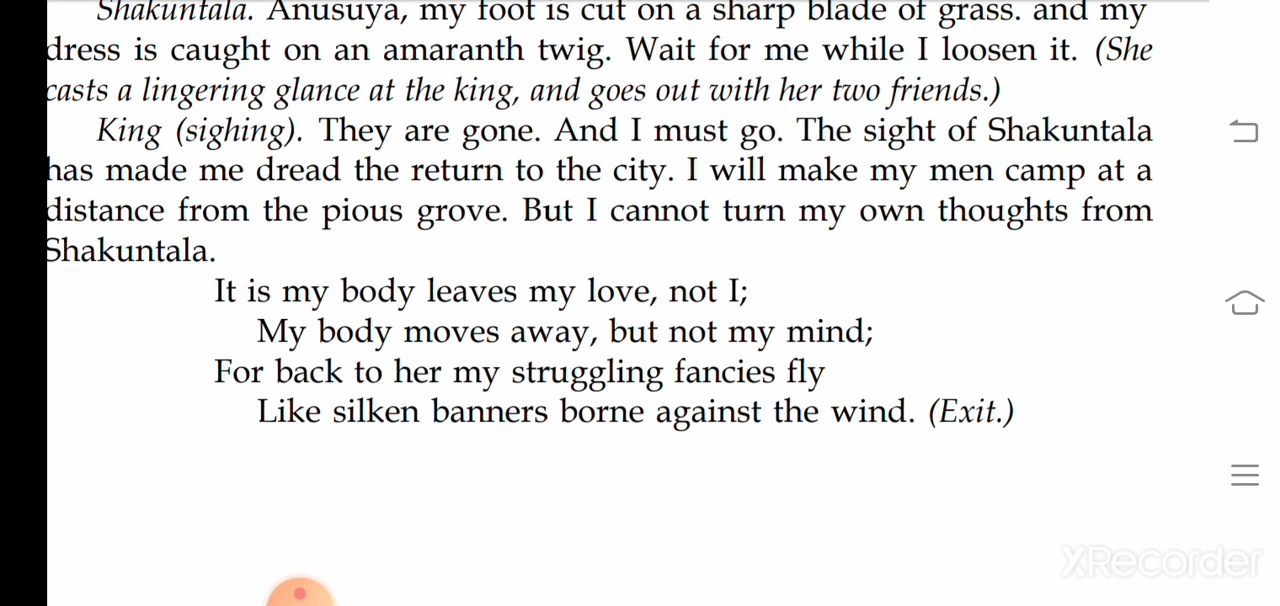 Shakuntala. Anusuya, my foot is cut on a sharp blade of grass. and my
dress is caught on an amaranth twig. Wait for me while I loosen it. (She
casts a lingering glance at the king, and goes out with her two friends.)
King (sighing). They are gone. And I must go. The sight of Shakuntala
has made me dread the return to the city. I will make my men camp at a
distance from the pious grove. But I cannot turn my own thoughts from
Shakuntala.
It is my body leaves my love, not I;
My body moves away, but not my mind;
For back to her my struggling fancies fly
Like silken banners borne against the wind. (Exit.)
XRecorder